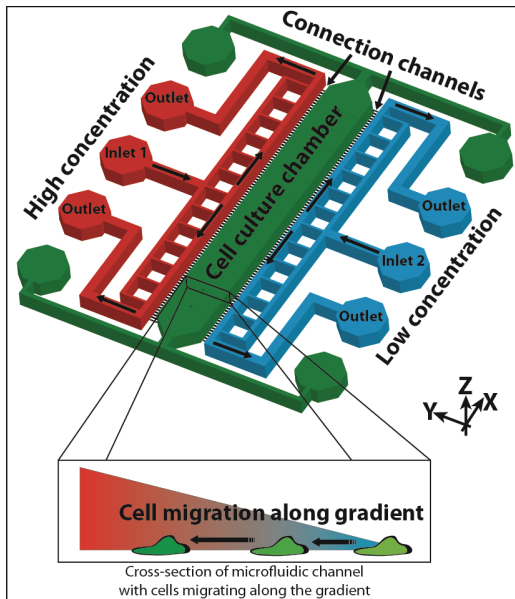 Connection channels
High concentration
Outlet
Inlet 1
Outlet
Cell culture chamber
Outlet
Inlet 2
Outlet
Low concentration
Z
Y
X
Cell migration along gradient
Cross-section of microfluidic channel
with cells migrating along the gradient